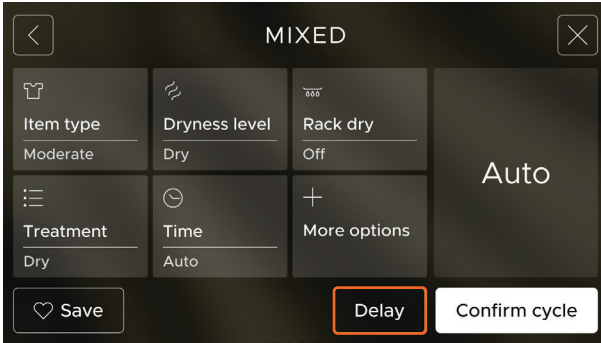 MIXED
Item type
Moderate
Dryness level
Dry
Rack dry
Off
Auto
Treatment
Dry
Time
Auto
More options
Save
Delay
Confirm cycle